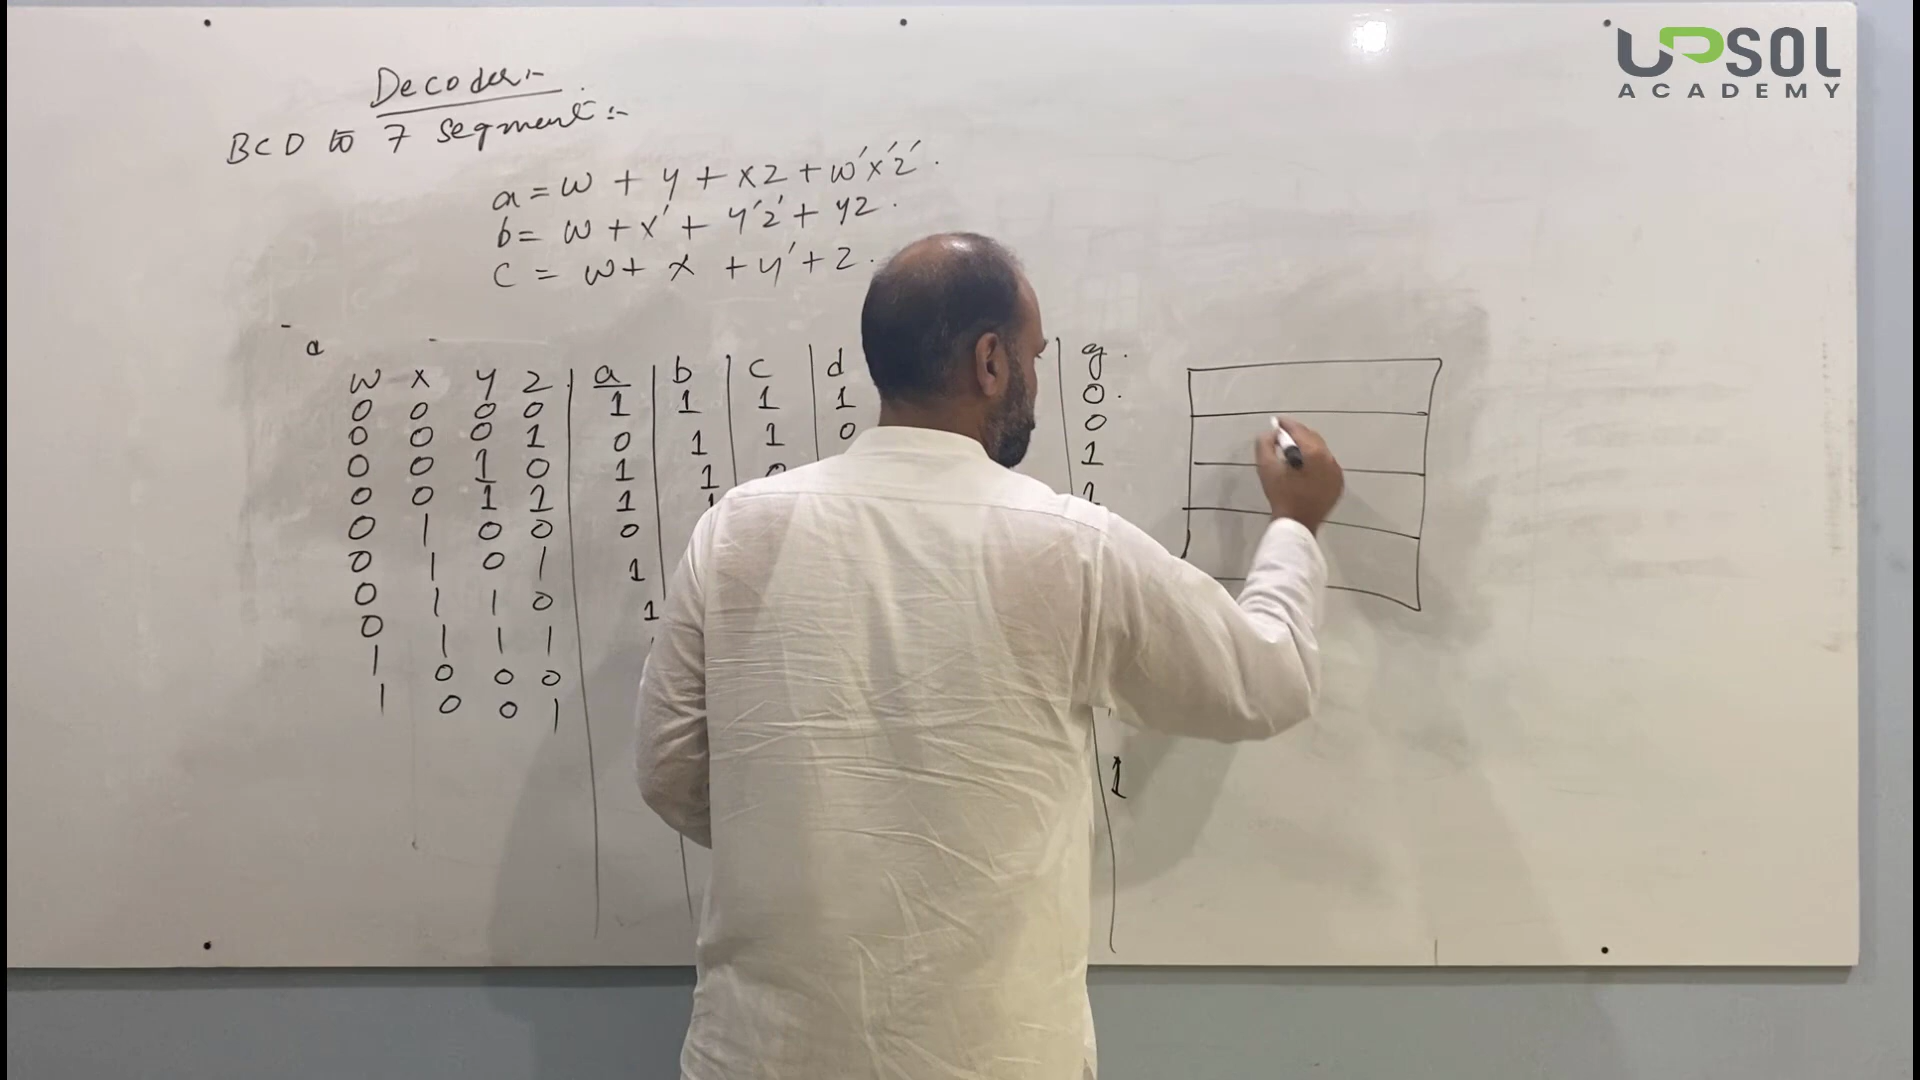 UPSOL
ACADEMY
Decoder:-
BCD to 7 segment:-
a = w + y + xz + w'x'z'.
b = w + x' + y'z' + yz.
c = w + x + y' + z.
a
w x y z a b c d g.
0 0 0 0 1 1 1 1 0.
0 0 0 1 0 1 1 0 0
0 0 1 0 1 1 0 1
0 0 1 1 1 1 1
0 1 0 0 0
0 1 0 1 1
0 1 1 0 1
0 1 1 1
1 0 0 0
1 0 0 1
1